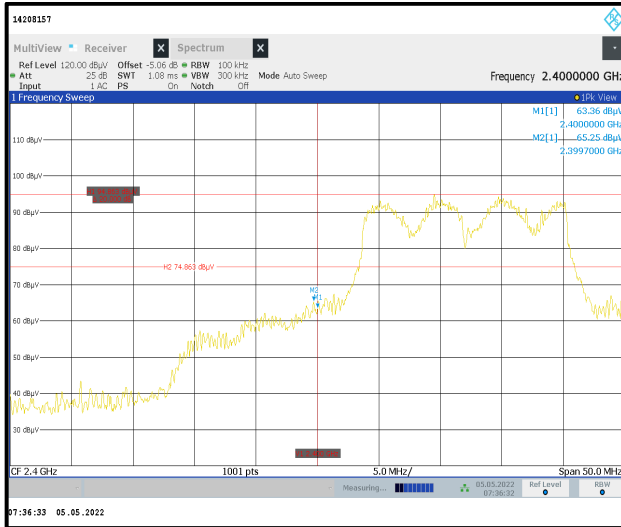 14208157
MultiView Receiver X Spectrum X
Ref Level 120.00 dBµV Offset -5.06 dB RBW 100 kHz
Att 25 dB SWT 1.08 ms VBW 300 kHz Mode Auto Sweep Frequency 2.4000000 GHz
Input 1 AC PS On Notch Off
1 Frequency Sweep 1Pk View
M1[1] 63.36 dBµV
2.4000000 GHz
M2[1] 65.25 dBµV
2.3997000 GHz
110 dBµV
100 dBµV
90 dBµV
80 dBµV
H2 74.863 dBµV
70 dBµV
M2
M1
60 dBµV
50 dBµV
40 dBµV
30 dBµV
CF 2.4 GHz 1001 pts 5.0 MHz/ Span 50.0 MHz
Measuring... 05.05.2022 07:36:32 Ref Level RBW
07:36:33 05.05.2022